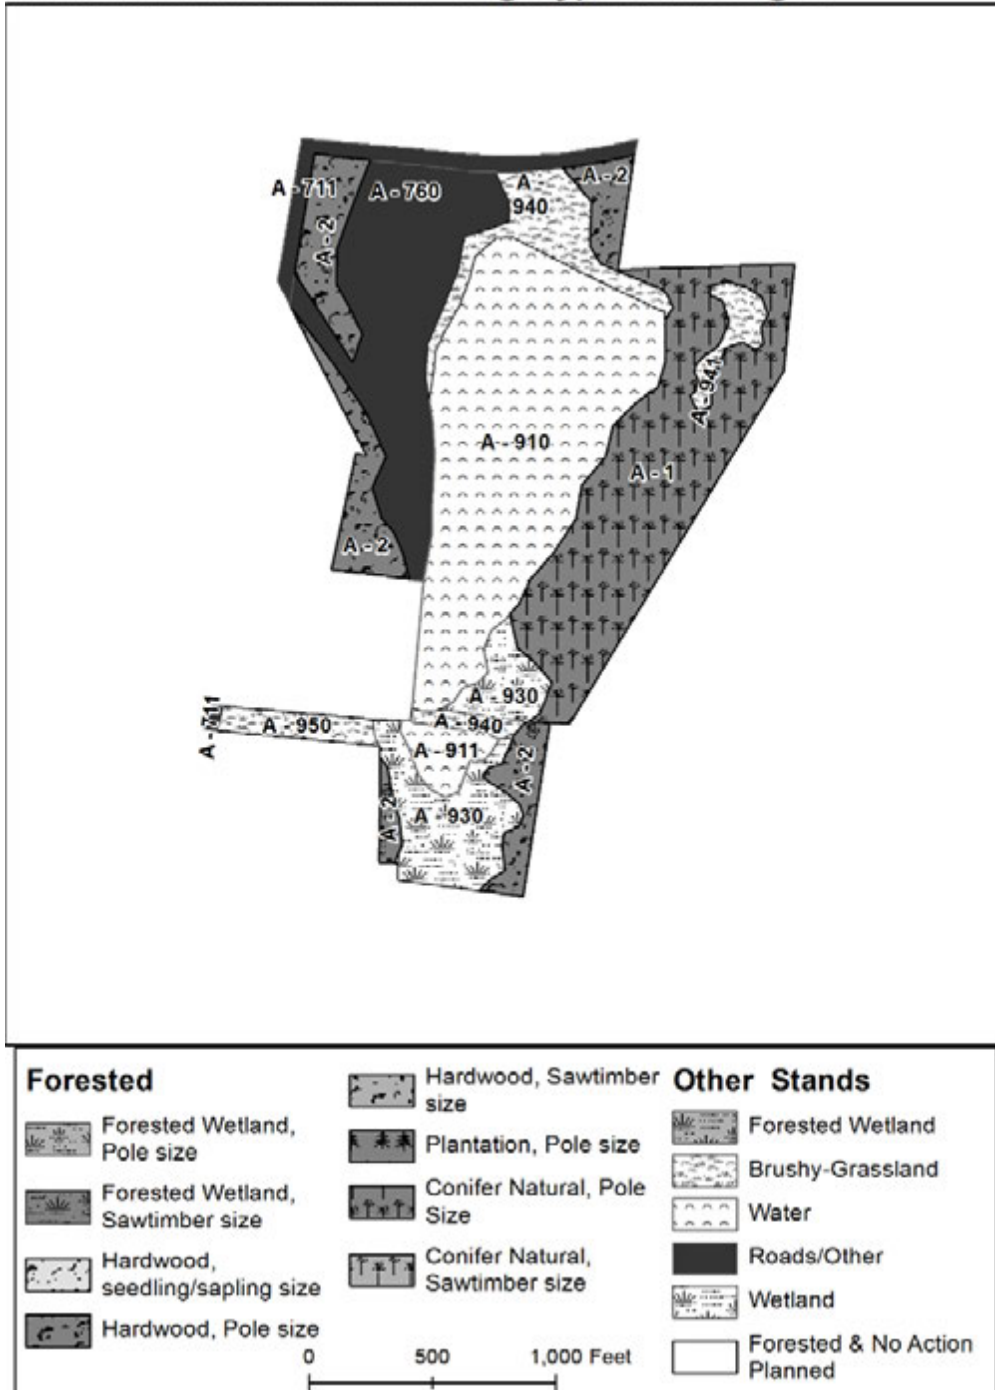 A - 711
A - 760
A - 2
A
940
A - 2
A - 941
A - 910
A - 1
A - 2
A - 930
A - 711
A - 950
A - 940
A - 911
A - 2
A - 2
A - 930
Forested
Forested Wetland,
Pole size
Forested Wetland,
Sawtimber size
Hardwood,
seedling/sapling size
Hardwood, Pole size
Hardwood, Sawtimber
size
Plantation, Pole size
Conifer Natural, Pole
Size
Conifer Natural,
Sawtimber size
0 500 1,000 Feet
Other Stands
Forested Wetland
Brushy-Grassland
Water
Roads/Other
Wetland
Forested & No Action
Planned